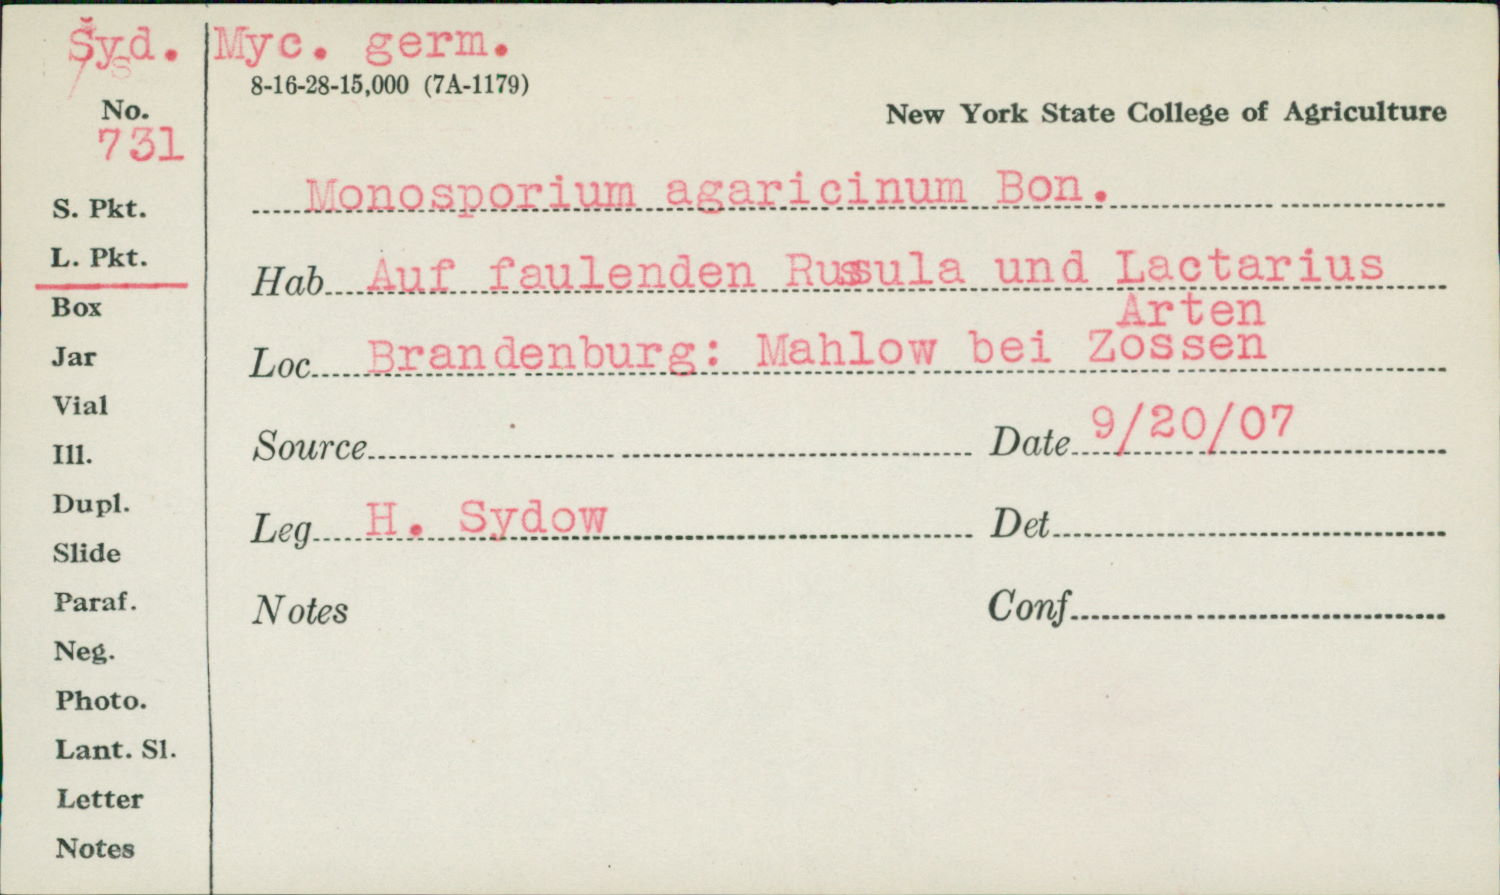 Syd. Myc. germ.
8-16-28-15,000 (7A-1179)
No.
731
New York State College of Agriculture
Monosporium agaricinum Bon.
S. Pkt.
L. Pkt.
Hab Auf faulenden Russula und Lactarius
Arten
Box
Jar
Loc Brandenburg: Mahlow bei Zossen
Vial
Ill.
Source Date 9/20/07
Dupl.
Leg H. Sydow Det
Slide
Paraf.
Notes Conf
Neg.
Photo.
Lant. Sl.
Letter
Notes